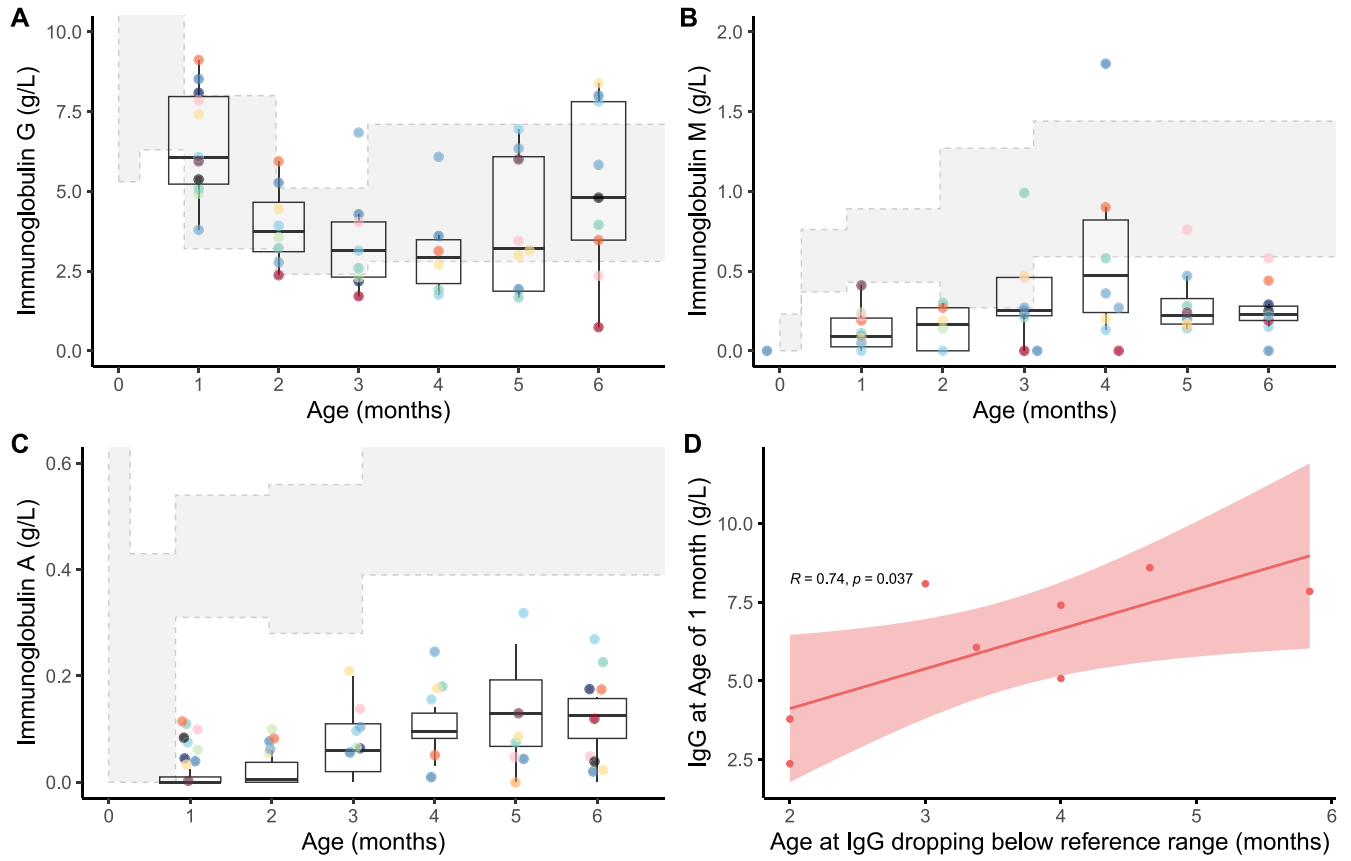 A
Immunoglobulin G (g/L)
10.0
7.5
5.0
2.5
0.0
0 1 2 3 4 5 6
Age (months)
B
Immunoglobulin M (g/L)
2.0
1.5
1.0
0.5
0.0
0 1 2 3 4 5 6
Age (months)
C
Immunoglobulin A (g/L)
0.6
0.4
0.2
0.0
0 1 2 3 4 5 6
Age (months)
D
IgG at Age of 1 month (g/L)
10.0
7.5
5.0
2.5
R = 0.74, p = 0.037
2 3 4 5 6
Age at IgG dropping below reference range (months)